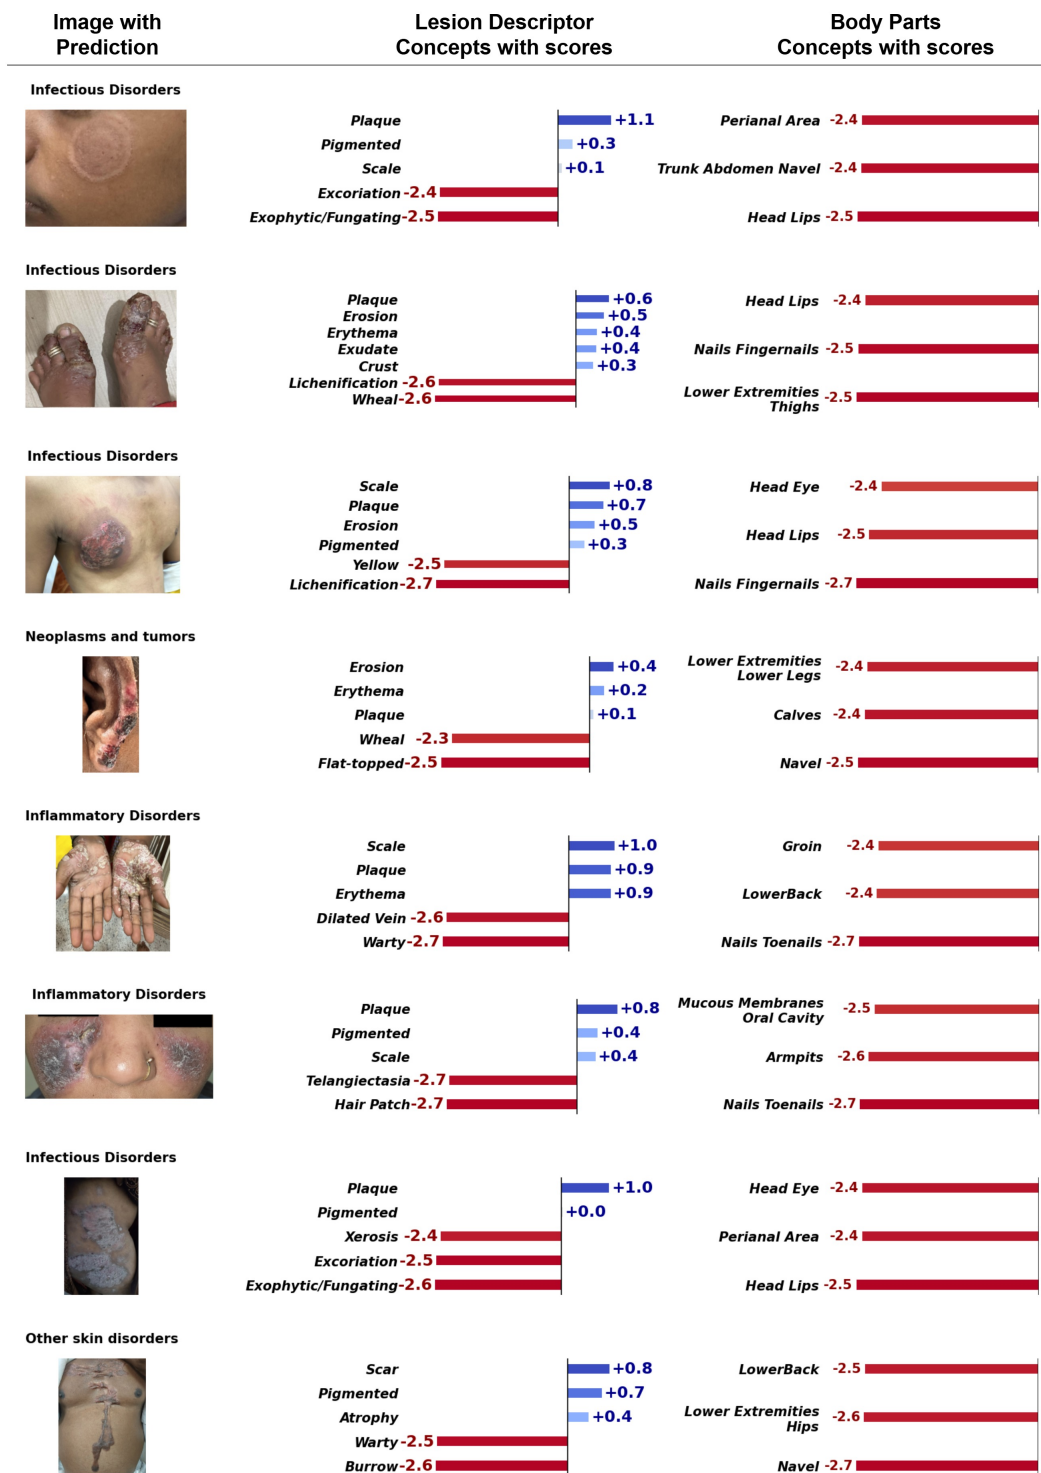 Image with
Prediction
Lesion Descriptor
Concepts with scores
Body Parts
Concepts with scores
Infectious Disorders
Plaque +1.1
Pigmented +0.3
Scale +0.1
Excoriation -2.4
Exophytic/Fungating -2.5
Perianal Area -2.4
Trunk Abdomen Navel -2.4
Head Lips -2.5
Infectious Disorders
Plaque +0.6
Erosion +0.5
Erythema +0.4
Exudate +0.4
Crust +0.3
Lichenification -2.6
Wheal -2.6
Head Lips -2.4
Nails Fingernails -2.5
Lower Extremities
Thighs -2.5
Infectious Disorders
Scale +0.8
Plaque +0.7
Erosion +0.5
Pigmented +0.3
Yellow -2.5
Lichenification -2.7
Head Eye -2.4
Head Lips -2.5
Nails Fingernails -2.7
Neoplasms and tumors
Erosion +0.4
Erythema +0.2
Plaque +0.1
Wheal -2.3
Flat-topped -2.5
Lower Extremities
Lower Legs -2.4
Calves -2.4
Navel -2.5
Inflammatory Disorders
Scale +1.0
Plaque +0.9
Erythema +0.9
Dilated Vein -2.6
Warty -2.7
Groin -2.4
LowerBack -2.4
Nails Toenails -2.7
Inflammatory Disorders
Plaque +0.8
Pigmented +0.4
Scale +0.4
Telangiectasia -2.7
Hair Patch -2.7
Mucous Membranes
Oral Cavity -2.5
Armpits -2.6
Nails Toenails -2.7
Infectious Disorders
Plaque +1.0
Pigmented +0.0
Xerosis -2.4
Excoriation -2.5
Exophytic/Fungating -2.6
Head Eye -2.4
Perianal Area -2.4
Head Lips -2.5
Other skin disorders
Scar +0.8
Pigmented +0.7
Atrophy +0.4
Warty -2.5
Burrow -2.6
LowerBack -2.5
Lower Extremities
Hips -2.6
Navel -2.7